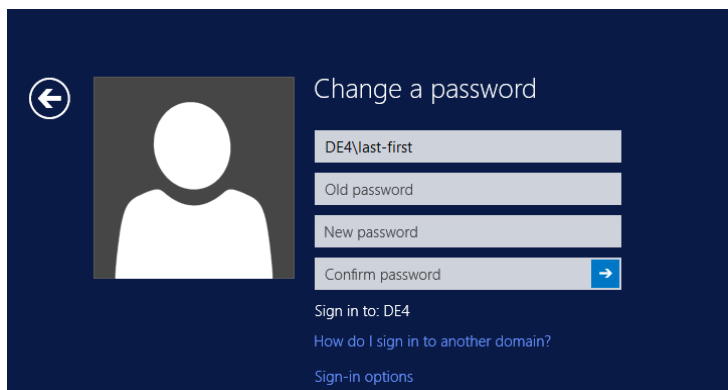 Change a password
DE4\last-first
Old password
New password
Confirm password
Sign in to: DE4
How do I sign in to another domain?
Sign-in options